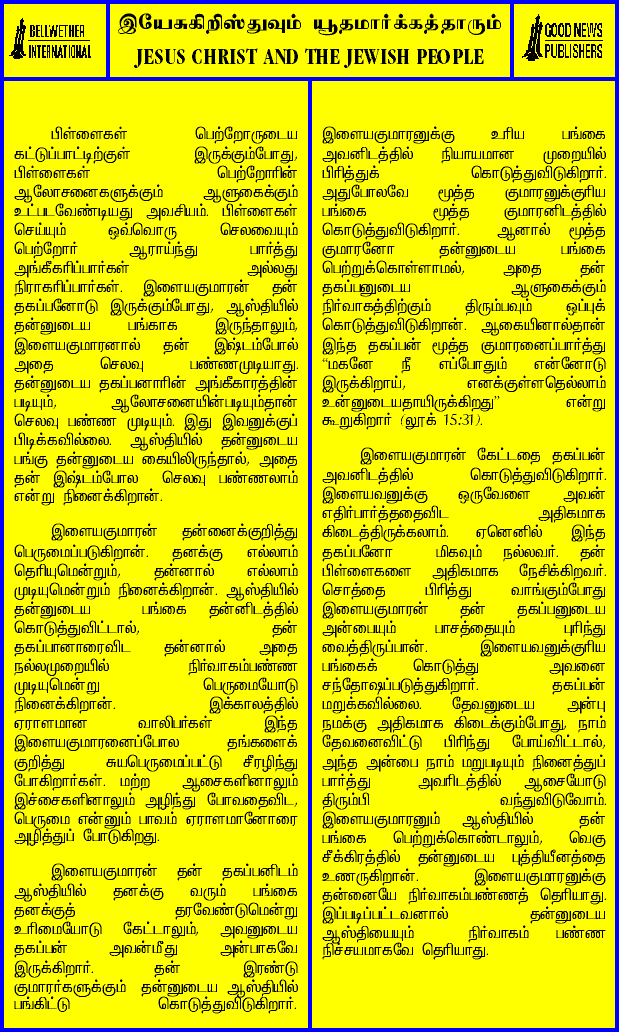 BELLWETHER
INTERNATIONAL
இயேசுகிறிஸ்துவும் யூதமார்க்கத்தாரும்
JESUS CHRIST AND THE JEWISH PEOPLE
GOOD NEWS
PUBLISHERS
பிள்ளைகள் பெற்றோருடைய
கட்டுப்பாட்டிற்குள் இருக்கும்போது,
பிள்ளைகள் பெற்றோரின்
ஆலோசனைகளுக்கும் ஆளுகைக்கும்
உட்படவேண்டியது அவசியம். பிள்ளைகள்
செய்யும் ஒவ்வொரு செலவையும்
பெற்றோர் ஆராய்ந்து பார்த்து
அங்கீகரிப்பார்கள் அல்லது
நிராகரிப்பார்கள். இளையகுமாரன் தன்
தகப்பனோடு இருக்கும்போது, ஆஸ்தியில்
தன்னுடைய பங்காக இருந்தாலும்,
இளையகுமாரனால் தன் இஷ்டம்போல்
அதை செலவு பண்ணமுடியாது.
தன்னுடைய தகப்பனாரின் அங்கீகாரத்தின்
படியும், ஆலோசனையின்படியும்தான்
செலவு பண்ண முடியும். இது இவனுக்குப்
பிடிக்கவில்லை. ஆஸ்தியில் தன்னுடைய
பங்கு தன்னுடைய கையிலிருந்தால், அதை
தன் இஷ்டம்போல செலவு பண்ணலாம்
என்று நினைக்கிறான்.
இளையகுமாரன் தன்னைக்குறித்து
பெருமைப்படுகிறான். தனக்கு எல்லாம்
தெரியுமென்றும், தன்னால் எல்லாம்
முடியுமென்றும் நினைக்கிறான். ஆஸ்தியில்
தன்னுடைய பங்கை தன்னிடத்தில்
கொடுத்துவிட்டால், தன்
தகப்பானாரைவிட தன்னால் அதை
நல்லமுறையில் நிர்வாகம்பண்ண
முடியுமென்று பெருமையோடு
நினைக்கிறான். இக்காலத்தில்
ஏராளமான வாலிபர்கள் இந்த
இளையகுமாரனைப்போல தங்களைக்
குறித்து சுயபெருமைப்பட்டு சீரழிந்து
போகிறார்கள். மற்ற ஆசைகளினாலும்
இச்சைகளினாலும் அழிந்து போவதைவிட,
பெருமை என்னும் பாவம் ஏராளமானோரை
அழித்துப் போடுகிறது.
இளையகுமாரன் தன் தகப்பனிடம்
ஆஸ்தியில் தனக்கு வரும் பங்கை
தனக்குத் தரவேண்டுமென்று
உரிமையோடு கேட்டாலும், அவனுடைய
தகப்பன் அவன்மீது அன்பாகவே
இருக்கிறார். தன் இரண்டு
குமாரர்களுக்கும் தன்னுடைய ஆஸ்தியில்
பங்கிட்டு கொடுத்துவிடுகிறார்.
இளையகுமாரனுக்கு உரிய பங்கை
அவனிடத்தில் நியாயமான முறையில்
பிரித்துக் கொடுத்துவிடுகிறார்.
அதுபோலவே மூத்த குமாரனுக்குரிய
பங்கை மூத்த குமாரனிடத்தில்
கொடுத்துவிடுகிறார். ஆனால் மூத்த
குமாரனோ தன்னுடைய பங்கை
பெற்றுக்கொள்ளாமல், அதை தன்
தகப்பனுடைய ஆளுகைக்கும்
நிர்வாகத்திற்கும் திரும்பவும் ஒப்புக்
கொடுத்துவிடுகிறான். ஆகையினால்தான்
இந்த தகப்பன் மூத்த குமாரனைப்பார்த்து
“மகனே நீ எப்போதும் என்னோடு
இருக்கிறாய், எனக்குள்ளதெல்லாம்
உன்னுடையதாயிருக்கிறது” என்று
கூறுகிறார் (லூக் 15:31).
இளையகுமாரன் கேட்டதை தகப்பன்
அவனிடத்தில் கொடுத்துவிடுகிறார்.
இளையவனுக்கு ஒருவேளை அவன்
எதிர்பார்த்ததைவிட அதிகமாக
கிடைத்திருக்கலாம். ஏனெனில் இந்த
தகப்பனோ மிகவும் நல்லவர். தன்
பிள்ளைகளை அதிகமாக நேசிக்கிறவர்.
சொத்தை பிரித்து வாங்கும்போது
இளையகுமாரன் தன் தகப்பனுடைய
அன்பையும் பாசத்தையும் புரிந்து
வைத்திருப்பான். இளையவனுக்குரிய
பங்கைக் கொடுத்து அவனை
சந்தோஷப்படுத்துகிறார். தகப்பன்
மறுக்கவில்லை. தேவனுடைய அன்பு
நமக்கு அதிகமாக கிடைக்கும்போது, நாம்
தேவனைவிட்டு பிரிந்து போய்விட்டால்,
அந்த அன்பை நாம் மறுபடியும் நினைத்துப்
பார்த்து அவரிடத்தில் ஆசையோடு
திரும்பி வந்துவிடுவோம்.
இளையகுமாரனும் ஆஸ்தியில் தன்
பங்கை பெற்றுக்கொண்டாலும், வெகு
சீக்கிரத்தில் தன்னுடைய புத்தியீனத்தை
உணருகிறான். இளையகுமாரனுக்கு
தன்னையே நிர்வாகம்பண்ணத் தெரியாது.
இப்படிப்பட்டவனால் தன்னுடைய
ஆஸ்தியையும் நிர்வாகம் பண்ண
நிச்சயமாகவே தெரியாது.